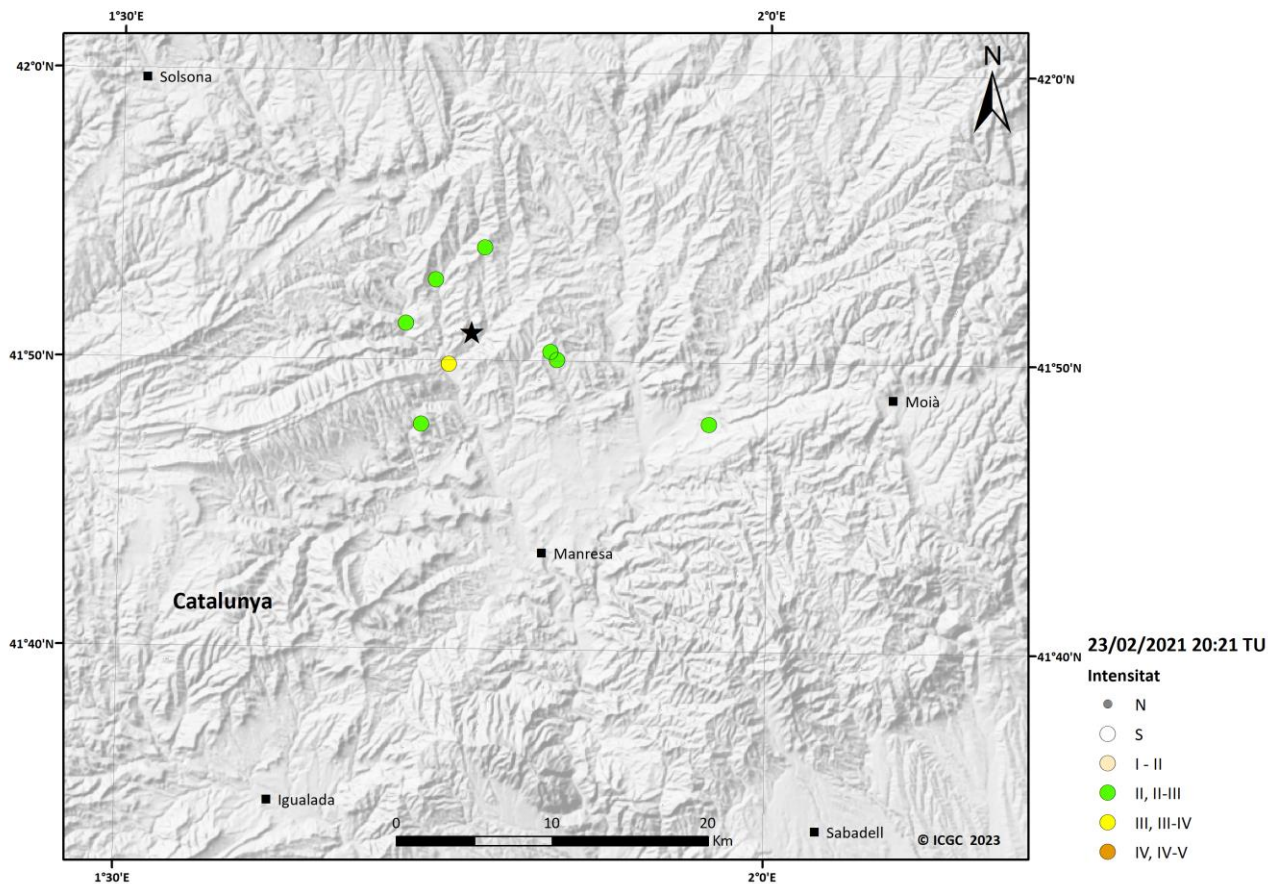 1°30'E
2°0'E
N
42°0'N
42°0'N
Solsona
41°50'N
41°50'N
Moià
Manresa
Catalunya
41°40'N
41°40'N
Igualada
0
10
20
Km
Sabadell
© ICGC 2023
1°30'E
2°0'E
23/02/2021 20:21 TU
Intensitat
N
S
I - II
II, II-III
III, III-IV
IV, IV-V